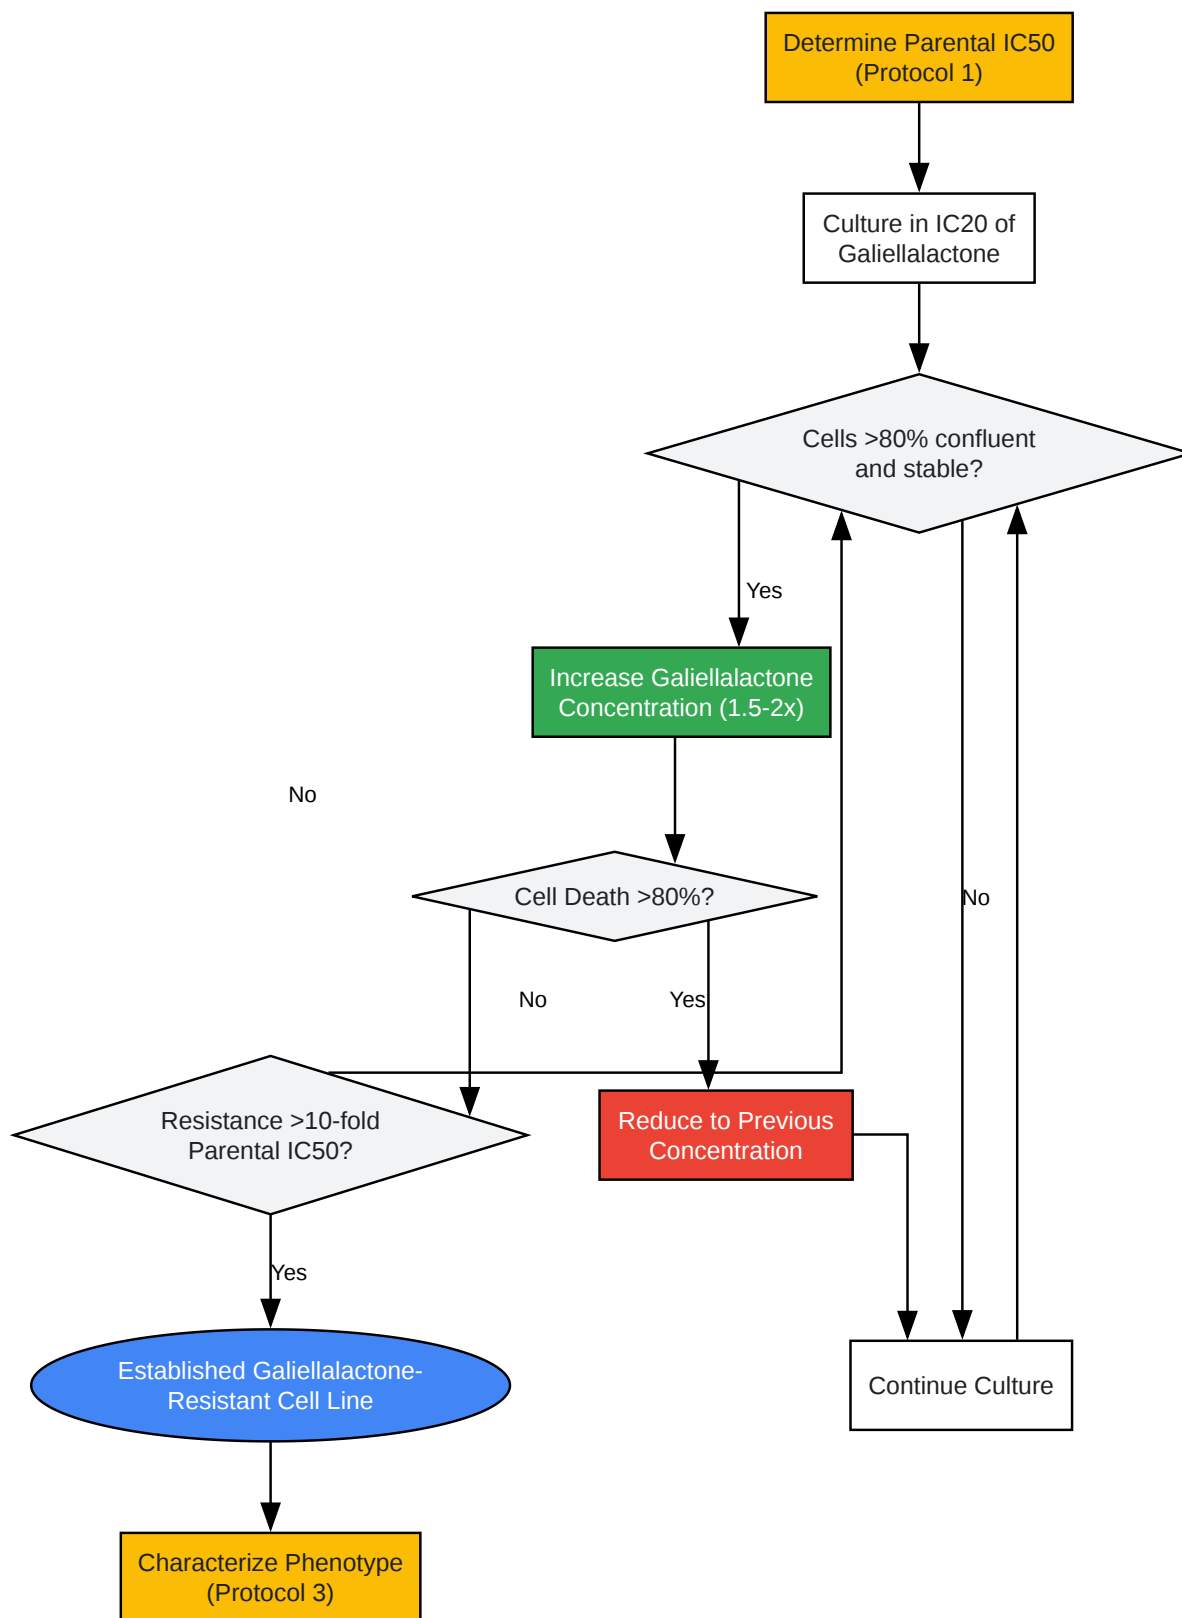 Determine Parental IC50
(Protocol 1)
Culture in IC20 of
Galiellalactone
Cells >80% confluent
and stable?
Yes
Increase Galiellalactone
Concentration (1.5-2x)
No
Cell Death >80%?
No
No
Yes
Resistance >10-fold
Parental IC50?
Reduce to Previous
Concentration
Yes
Established Galiellalactone-
Resistant Cell Line
Continue Culture
Characterize Phenotype
(Protocol 3)